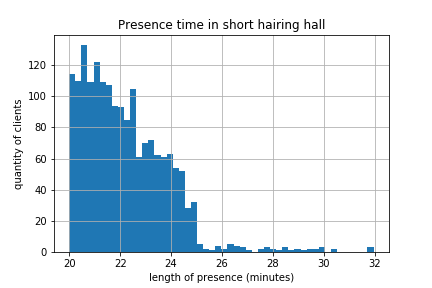 Presence time in short hairing hall
quantity of clients
120
100
80
60
40
20
0
20 22 24 26 28 30 32
length of presence (minutes)